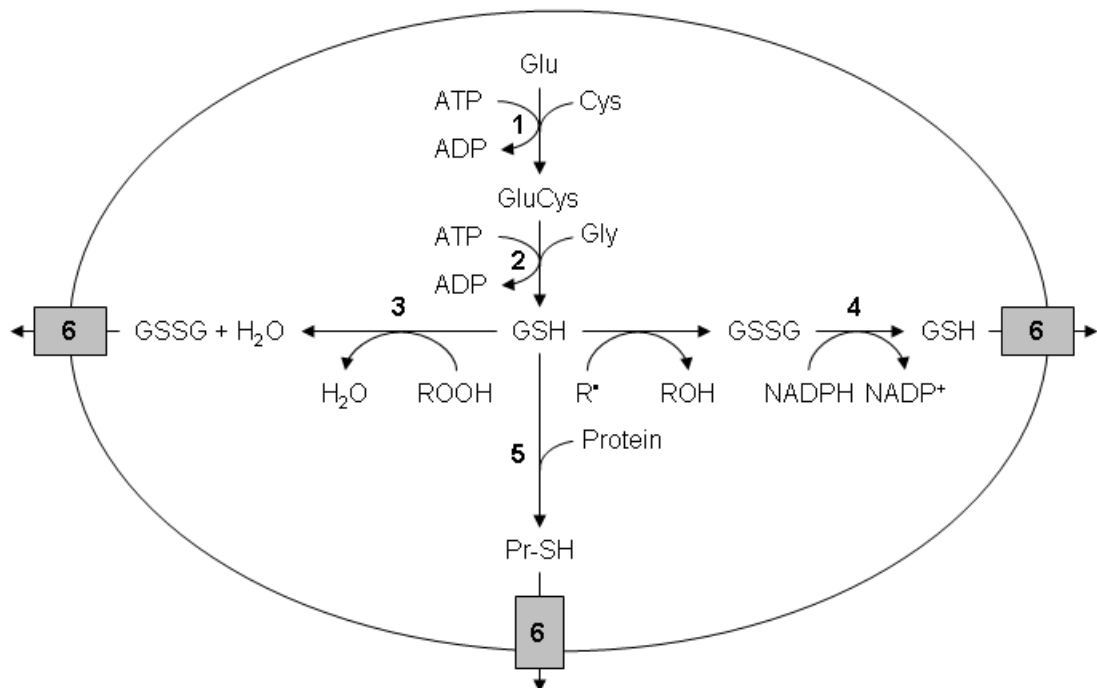 Glu
ATP
Cys
1
ADP
GluCys
ATP
Gly
2
ADP
3
4
6
GSSG + H₂O
GSH
GSSG
GSH
6
H₂O
ROOH
R•
ROH
NADPH
NADP⁺
Protein
5
Pr-SH
6